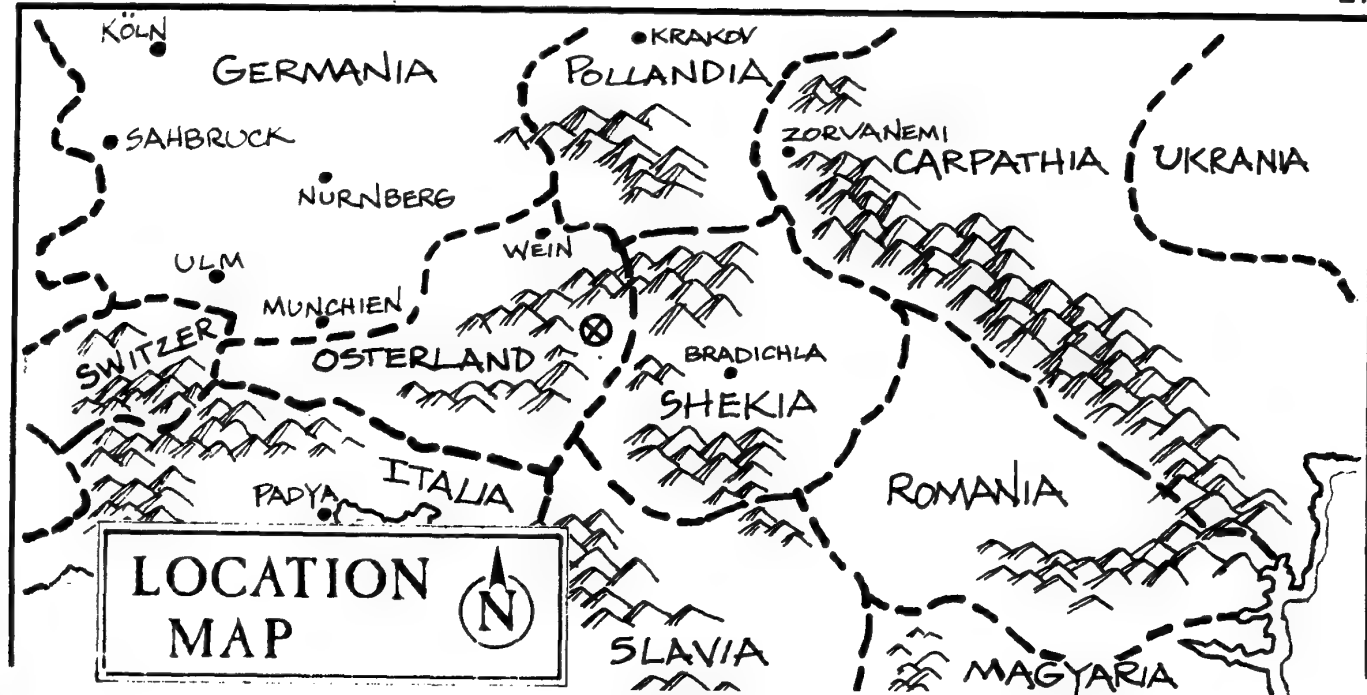 KÖLN
GERMANIA
KRAKOV
POLLANDIA
SAHBRUCK
ZORVANEMI
CARPATHIA
UKRANIA
NURNBERG
WEIN
ULM
MUNCHIEN
SWITZER
OSTERLAND
BRADICHLA
SHEKIA
ITALIA
PADYA
ROMANIA
LOCATION
MAP
N
SLAVIA
MAGYARIA